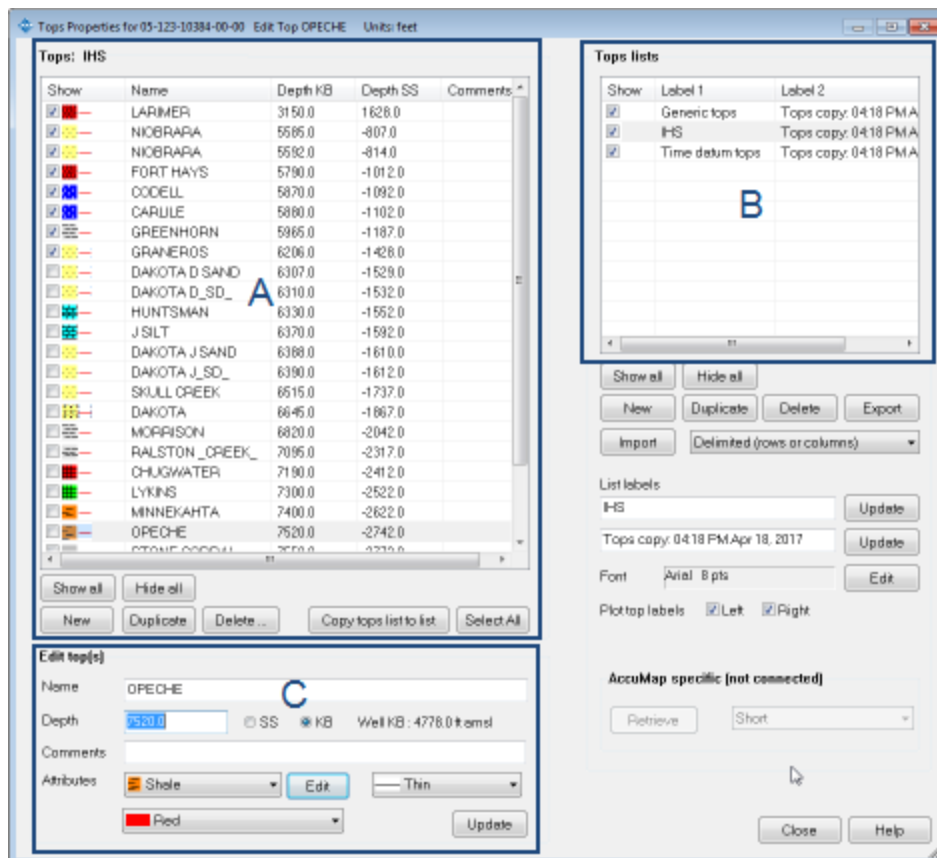 Tops Properties for 05-123-10384-00-00 Edit Top OPECHE Units: feet
Tops: IHS
Show Name Depth KB Depth SS Comments
LARIMER 3150.0 1628.0
NIOBRARA 5585.0 -807.0
NIOBRARA 5592.0 -814.0
FORT HAYS 5790.0 -1012.0
CODELL 5870.0 -1092.0
CARLILE 5880.0 -1102.0
GREENHORN 5965.0 -1187.0
GRANEROS 6206.0 -1428.0
DAKOTA D SAND 6307.0 -1529.0
DAKOTA D_SD_ 6310.0 -1532.0
HUNTSMAN 6330.0 -1552.0
J SILT 6370.0 -1592.0
DAKOTA J SAND 6388.0 -1610.0
DAKOTA J_SD_ 6390.0 -1612.0
SKULL CREEK 6515.0 -1737.0
DAKOTA 6645.0 -1867.0
MORRISON 6820.0 -2042.0
RALSTON _CREEK_ 7095.0 -2317.0
CHUGWATER 7190.0 -2412.0
LYKINS 7300.0 -2522.0
MINNEKAHTA 7400.0 -2622.0
OPECHE 7520.0 -2742.0
A
Show all Hide all
New Duplicate Delete ... Copy tops list to list Select All
Edit top(s)
Name OPECHE
C
Depth 7520.0 SS KB Well KB : 4778.0 ft amsl
Comments
Attributes Shale Edit Thin
Red Update
Tops lists
Show Label 1 Label 2
Generic tops Tops copy: 04:18 PM A
IHS Tops copy: 04:18 PM A
Time datum tops Tops copy: 04:18 PM A
B
Show all Hide all
New Duplicate Delete Export
Import Delimited (rows or columns)
List labels
IHS Update
Tops copy: 04:18 PM Apr 18, 2017 Update
Font Arial 8 pts Edit
Plot top labels Left Right
AccuMap specific (not connected)
Retrieve Short
Close Help